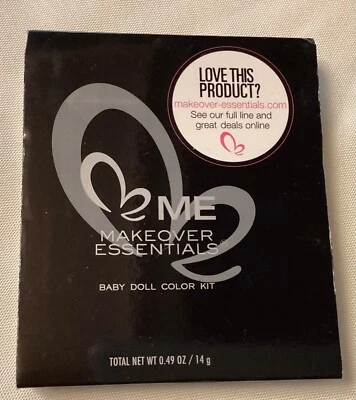 LOVE THIS
PRODUCT?
makeover-essentials.com
See our full line and
great deals online
ME
MAKEOVER
ESSENTIALS
BABY DOLL COLOR KIT
TOTAL NET WT 0.49 OZ / 14 g